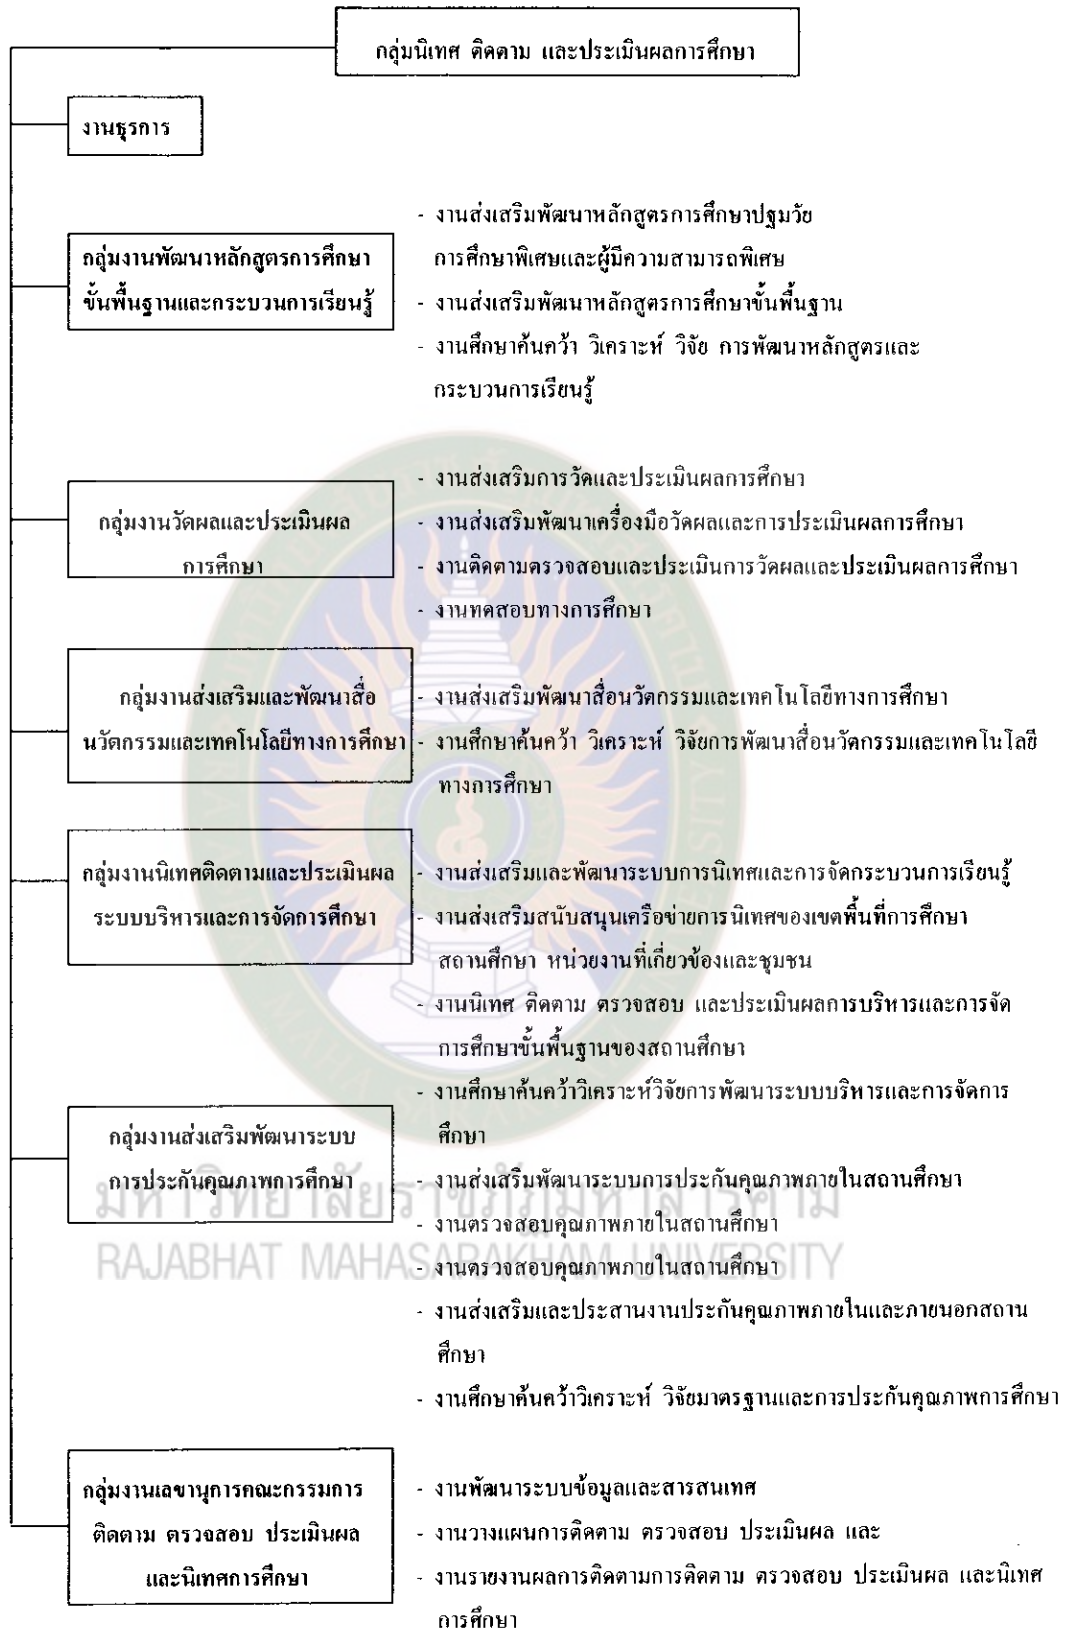 กลุ่มนิเทศ ติดตาม และประเมินผลการศึกษา
งานธุรการ
กลุ่มงานพัฒนาหลักสูตรการศึกษา
ขั้นพื้นฐานและกระบวนการเรียนรู้
- งานส่งเสริมพัฒนาหลักสูตรการศึกษาปฐมวัย
การศึกษาพิเศษและผู้มีความสามารถพิเศษ
- งานส่งเสริมพัฒนาหลักสูตรการศึกษาขั้นพื้นฐาน
- งานศึกษาค้นคว้า วิเคราะห์ วิจัย การพัฒนาหลักสูตรและ
กระบวนการเรียนรู้
กลุ่มงานวัดผลและประเมินผล
การศึกษา
- งานส่งเสริมการวัดและประเมินผลการศึกษา
- งานส่งเสริมพัฒนาเครื่องมือวัดผลและการประเมินผลการศึกษา
- งานติดตามตรวจสอบและประเมินการวัดผลและประเมินผลการศึกษา
- งานทดสอบทางการศึกษา
กลุ่มงานส่งเสริมและพัฒนาสื่อ
นวัตกรรมและเทคโนโลยีทางการศึกษา
- งานส่งเสริมพัฒนาสื่อนวัตกรรมและเทคโนโลยีทางการศึกษา
- งานศึกษาค้นคว้า วิเคราะห์ วิจัยการพัฒนาสื่อนวัตกรรมและเทคโนโลยี
ทางการศึกษา
กลุ่มงานนิเทศติดตามและประเมินผล
ระบบบริหารและการจัดการศึกษา
- งานส่งเสริมและพัฒนาระบบการนิเทศและการจัดกระบวนการเรียนรู้
- งานส่งเสริมสนับสนุนเครือข่ายการนิเทศของเขตพื้นที่การศึกษา
สถานศึกษา หน่วยงานที่เกี่ยวข้องและชุมชน
- งานนิเทศ ติดตาม ตรวจสอบ และประเมินผลการบริหารและการจัด
การศึกษาขั้นพื้นฐานของสถานศึกษา
- งานศึกษาค้นคว้าวิเคราะห์วิจัยการพัฒนาระบบบริหารและการจัดการ
ศึกษา
กลุ่มงานส่งเสริมพัฒนาระบบ
การประกันคุณภาพการศึกษา
- งานส่งเสริมพัฒนาระบบการประกันคุณภาพภายในสถานศึกษา
- งานตรวจสอบคุณภาพภายในสถานศึกษา
- งานตรวจสอบคุณภาพภายในสถานศึกษา
- งานส่งเสริมและประสานงานประกันคุณภาพภายในและภายนอกสถาน
ศึกษา
- งานศึกษาค้นคว้าวิเคราะห์ วิจัยมาตรฐานและการประกันคุณภาพการศึกษา
มหาวิทยาลัยราชภัฏมหาสารคาม
RAJABHAT MAHASARAKHAM UNIVERSITY
กลุ่มงานเลขานุการคณะกรรมการ
ติดตาม ตรวจสอบ ประเมินผล
และนิเทศการศึกษา
- งานพัฒนาระบบข้อมูลและสารสนเทศ
- งานวางแผนการติดตาม ตรวจสอบ ประเมินผล และ
- งานรายงานผลการติดตามการติดตาม ตรวจสอบ ประเมินผล และนิเทศ
การศึกษา